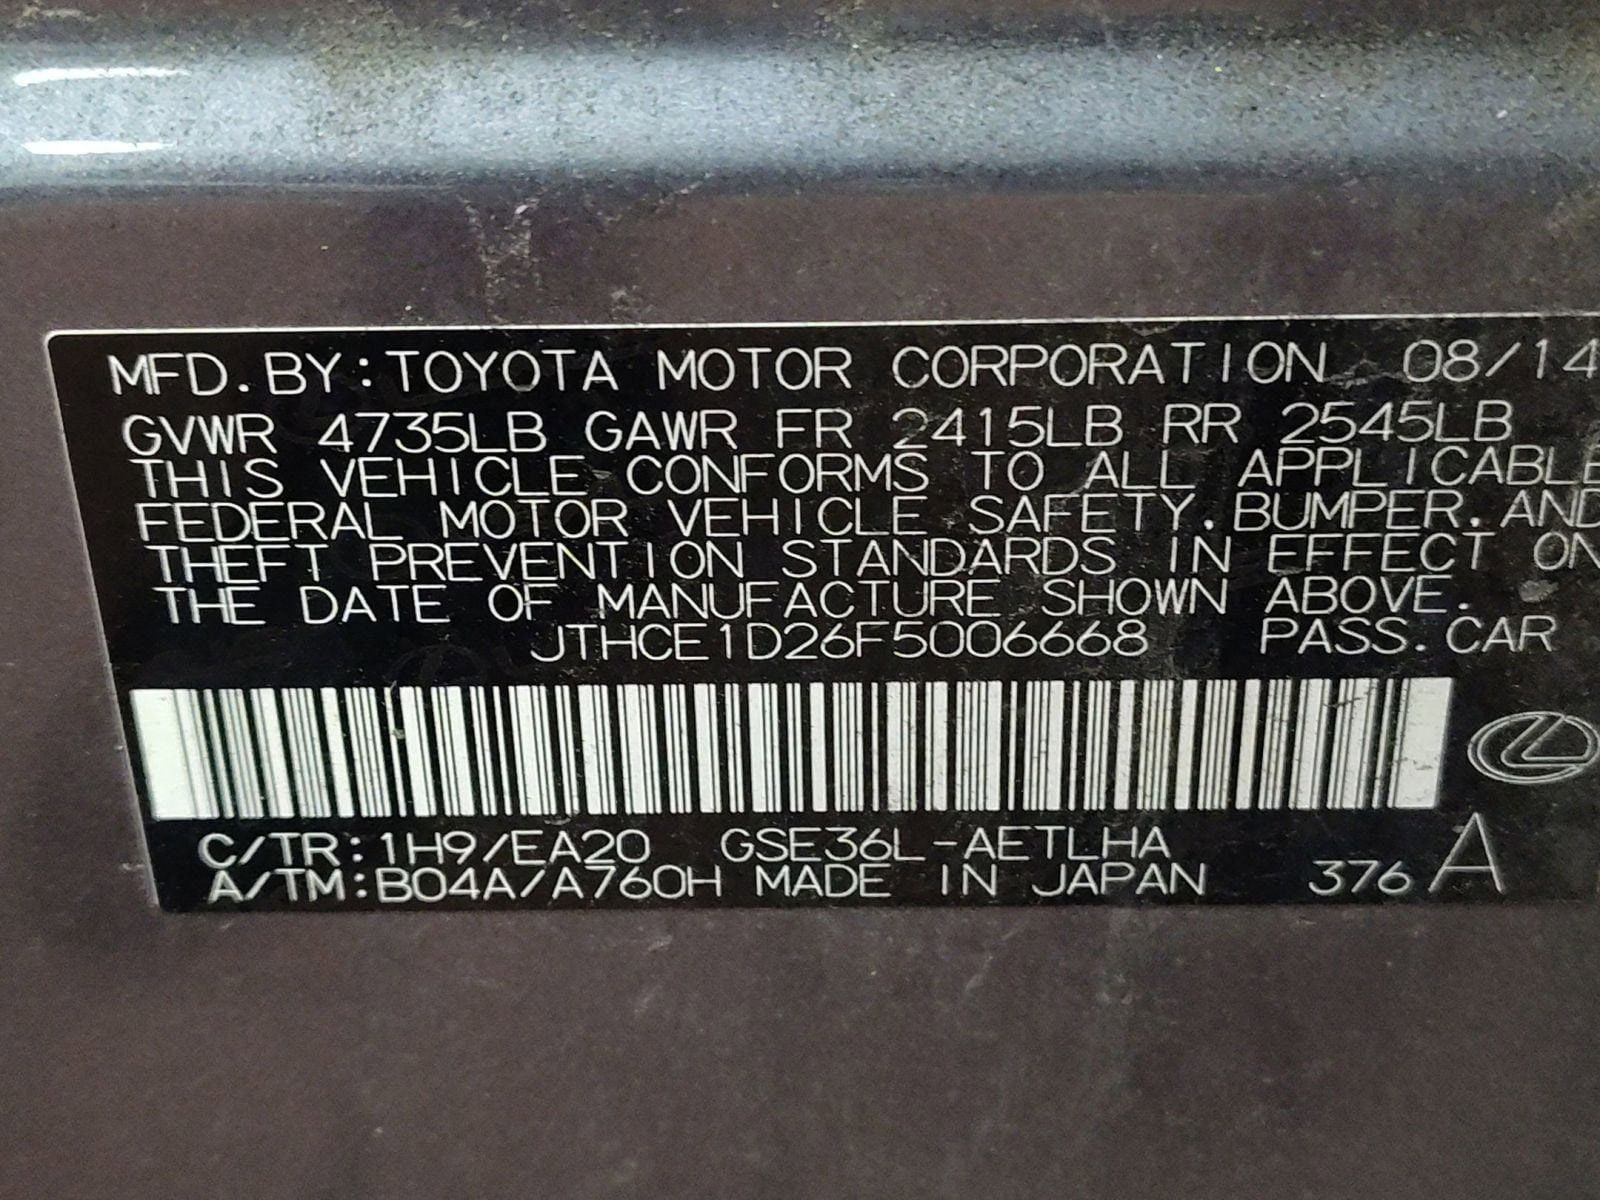 MFD. BY: TOYOTA MOTOR CORPORATION 08/14
GVWR 4735LB GAWR FR 2415LB RR 2545LB
THIS VEHICLE CONFORMS TO ALL APPLICABLE
FEDERAL MOTOR VEHICLE SAFETY. BUMPER. AND
THEFT PREVENTION STANDARDS IN EFFECT ON
THE DATE OF MANUFACTURE SHOWN ABOVE.
JTHCE1D26F5006668 PASS. CAR
C/TR: 1H9/EA20 GSE36L-AETLHA
A/TM: B04A/A760H MADE IN JAPAN 376 A